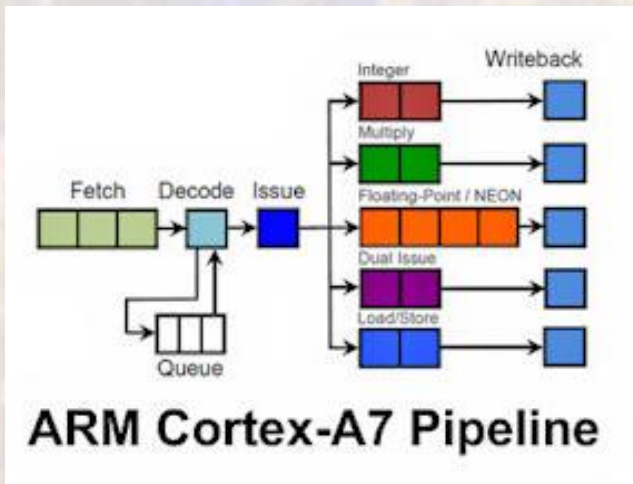 Integer
Writeback
Multiply
Fetch Decode Issue
Floating-Point / NEON
Dual Issue
Load/Store
Queue
ARM Cortex-A7 Pipeline